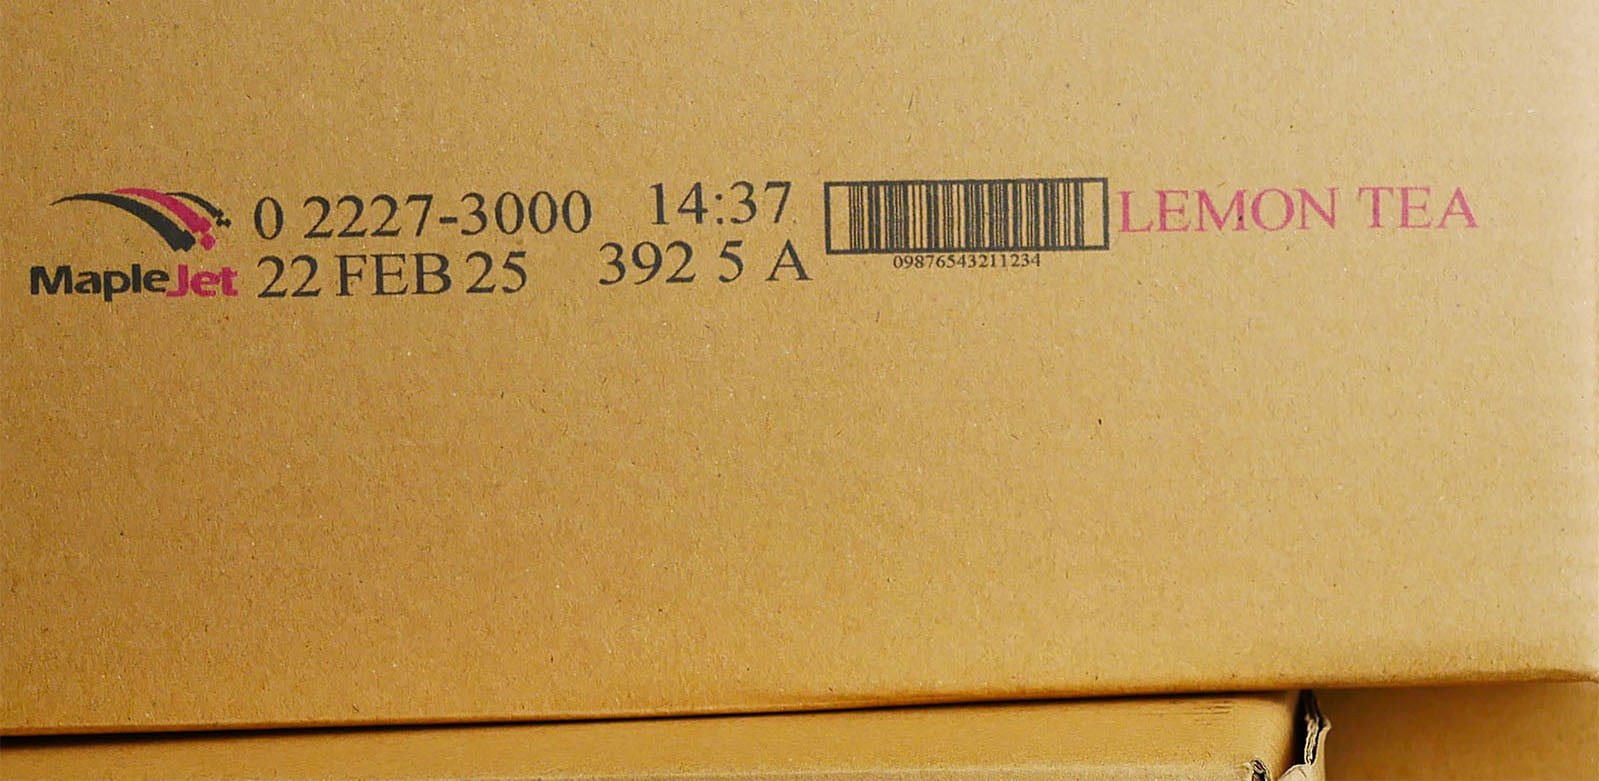 MapleJet
0 2227-3000 14:37
22 FEB 25 392 5 A
09876543211234
LEMON TEA